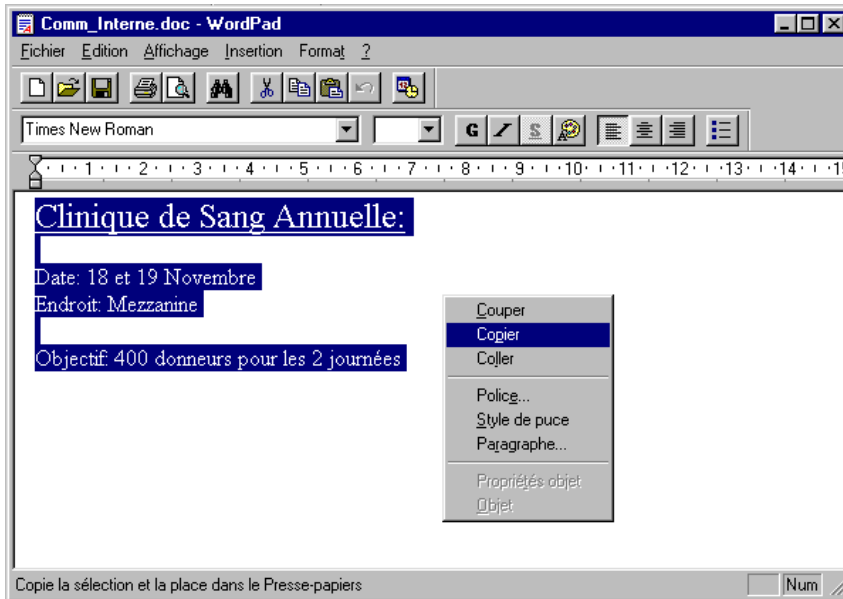 Comm_Interne.doc - WordPad
Fichier Edition Affichage Insertion Format ?
Times New Roman
G I S
1 2 3 4 5 6 7 8 9 10 11 12 13 14 15
Clinique de Sang Annuelle:
Date: 18 et 19 Novembre
Endroit: Mezzanine
Objectif: 400 donneurs pour les 2 journées
Couper
Copier
Coller
Police...
Style de puce
Paragraphe...
Propriétés objet
Objet
Copie la sélection et la place dans le Presse-papiers
Num